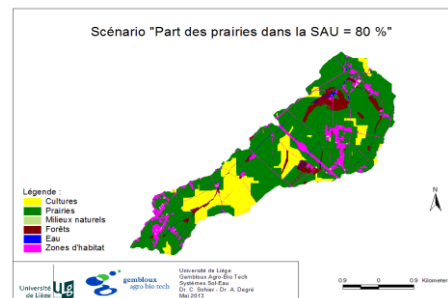 Scénario "Part des prairies dans la SAU = 80 %"
Légende :
Cultures
Prairies
Milieux naturels
Forêts
Eau
Zones d'habitat
N
Université de Liège
gembloux
agro bio tech
Université de Liège
Gembloux Agro-Bio Tech
Systèmes Sol-Eau
Dr. C. Bohier - Dr. A. Degré
Mai 2013
0.9 0 0.9 Kilometer